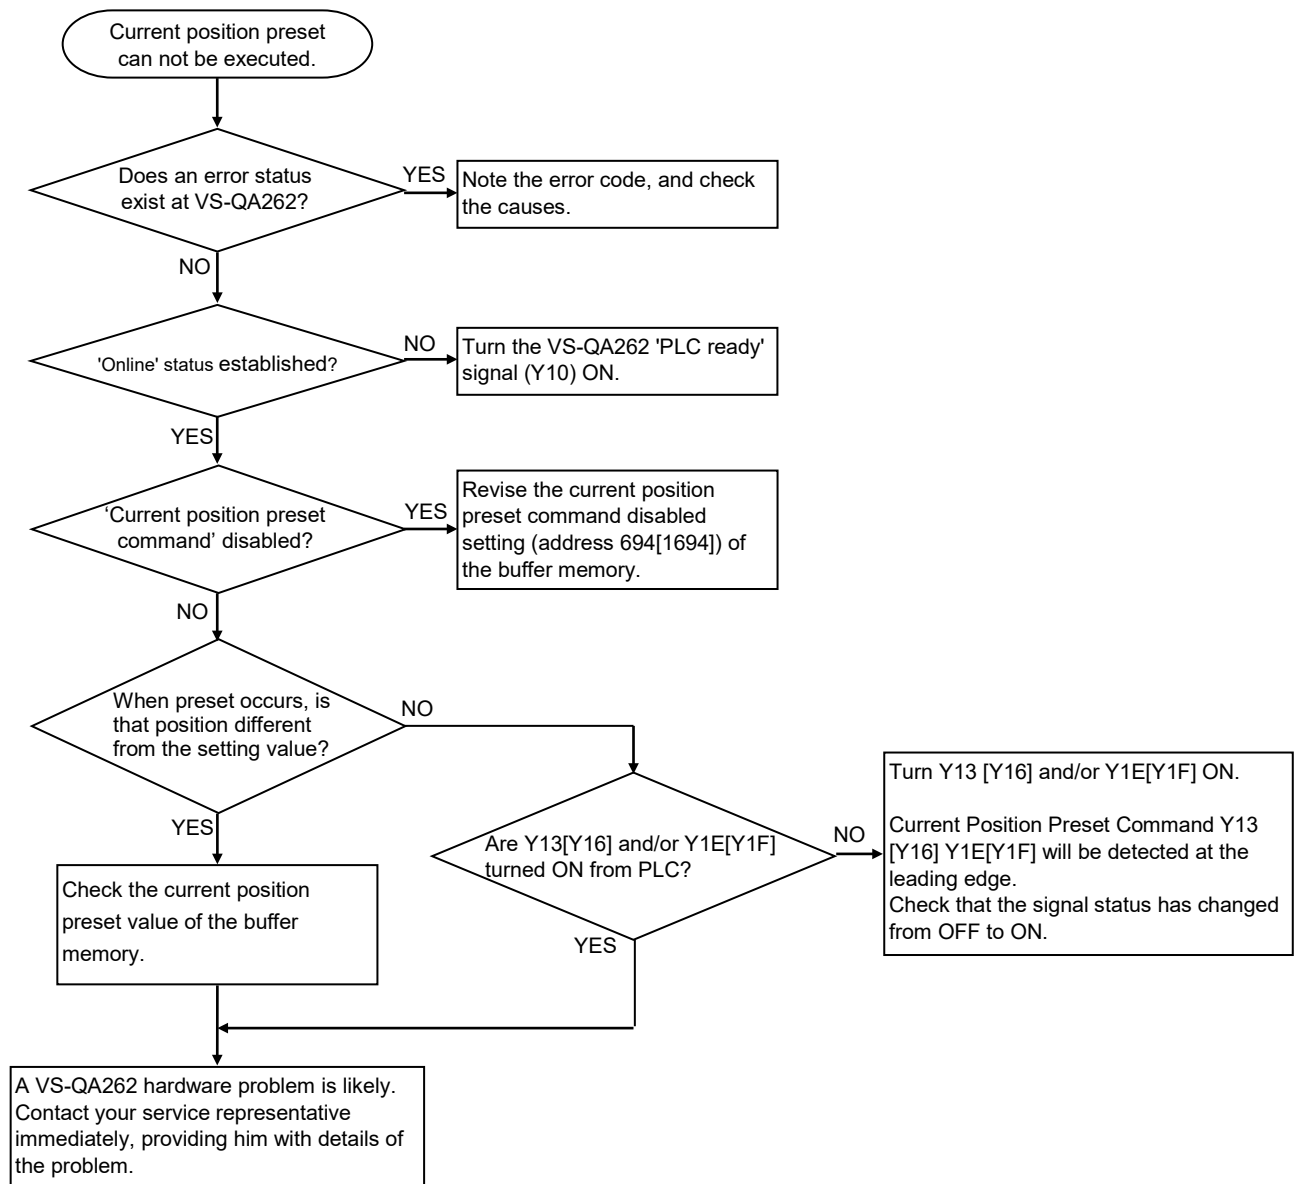 Current position preset
can not be executed.
Does an error status
exist at VS-QA262?
YES
Note the error code, and check
the causes.
NO
'Online' status established?
NO
Turn the VS-QA262 'PLC ready'
signal (Y10) ON.
YES
‘Current position preset
command’ disabled?
YES
Revise the current position
preset command disabled
setting (address 694[1694]) of
the buffer memory.
NO
When preset occurs, is
that position different
from the setting value?
NO
YES
Are Y13[Y16] and/or Y1E[Y1F]
turned ON from PLC?
NO
Turn Y13 [Y16] and/or Y1E[Y1F] ON.
Current Position Preset Command Y13
[Y16] Y1E[Y1F] will be detected at the
leading edge.
Check that the signal status has changed
from OFF to ON.
YES
Check the current position
preset value of the buffer
memory.
A VS-QA262 hardware problem is likely.
Contact your service representative
immediately, providing him with details of
the problem.